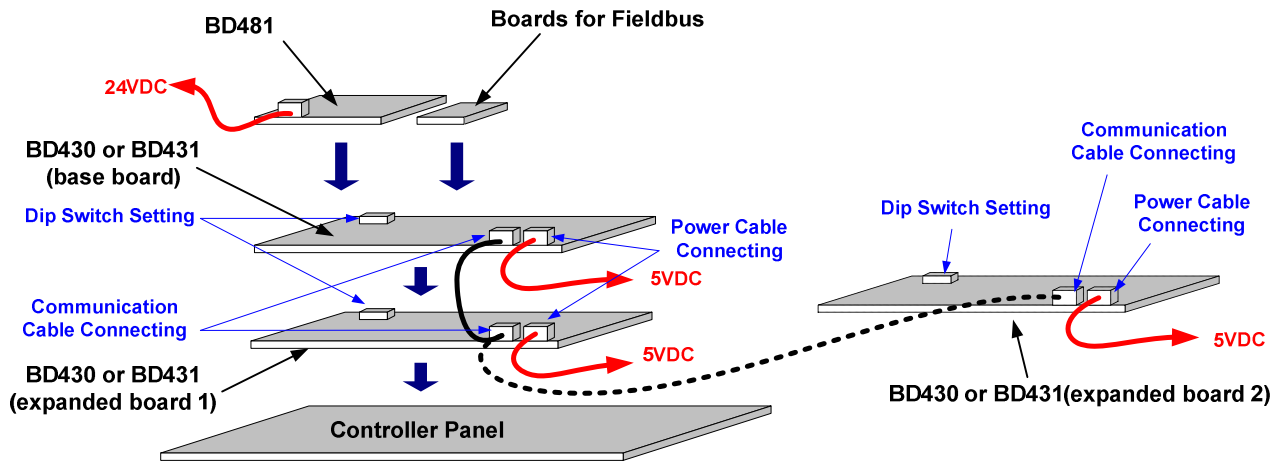 BD481
Boards for Fieldbus
24VDC
BD430 or BD431
(base board)
Dip Switch Setting
Power Cable
Connecting
5VDC
Communication
Cable Connecting
5VDC
BD430 or BD431
(expanded board 1)
Controller Panel
Communication
Cable Connecting
Dip Switch Setting
Power Cable
Connecting
5VDC
BD430 or BD431(expanded board 2)